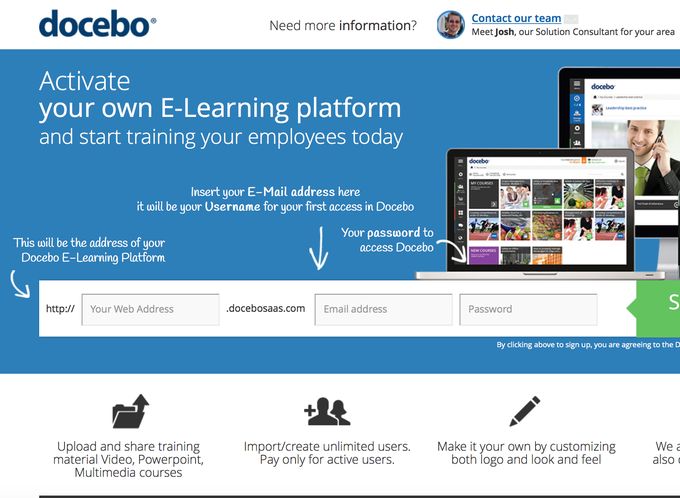 docebo®
Need more information?
Contact our team
Meet Josh, our Solution Consultant for your area
Activate
your own E-Learning platform
and start training your employees today
docebo
Leadership best practice
docebo
MY COURSES
NEW COURSES
Insert your E-Mail address here
it will be your Username for your first access in Docebo
Your password to
access Docebo
This will be the address of your
Docebo E-Learning Platform
http://
Your Web Address
.docebosaas.com
Email address
Password
S
By clicking above to sign up, you are agreeing to the D
Upload and share training
material Video, Powerpoint,
Multimedia courses
Import/create unlimited users.
Pay only for active users.
Make it your own by customizing
both logo and look and feel
We a
also